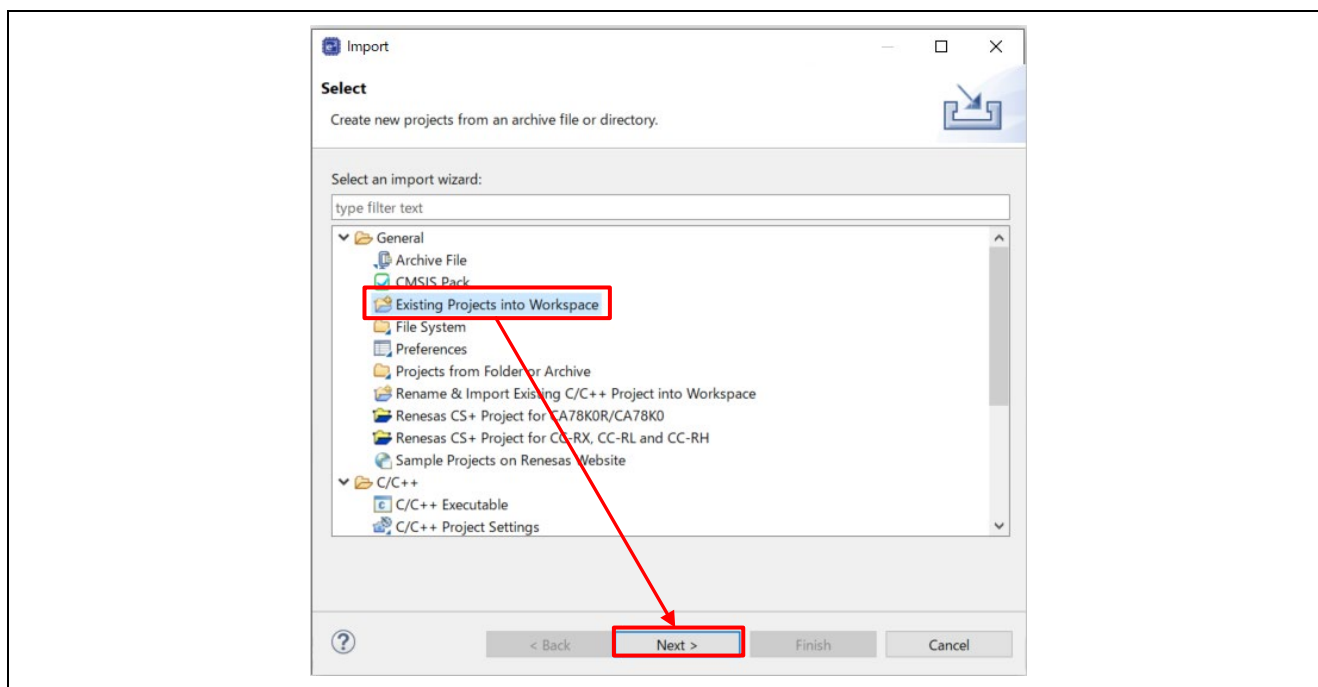 Import
Select
Create new projects from an archive file or directory.
Select an import wizard:
type filter text
General
Archive File
CMSIS Pack
Existing Projects into Workspace
File System
Preferences
Projects from Folder or Archive
Rename & Import Existing C/C++ Project into Workspace
Renesas CS+ Project for CA78K0R/CA78K0
Renesas CS+ Project for CC-RX, CC-RL and CC-RH
Sample Projects on Renesas Website
C/C++
C/C++ Executable
C/C++ Project Settings
? < Back Next > Finish Cancel